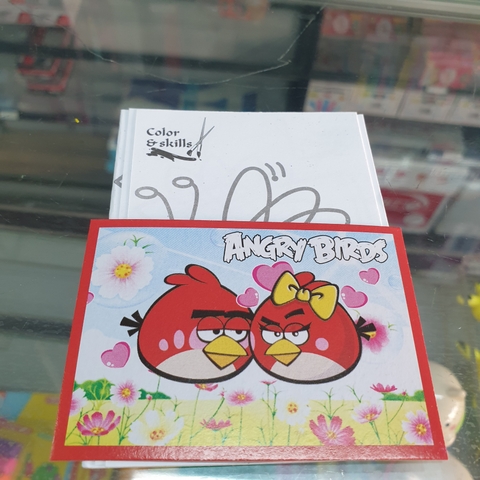 Color
& skills
ANGRY BIRDS